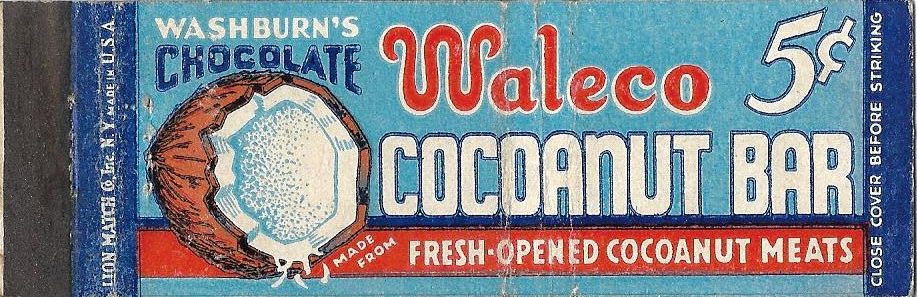 WASHBURN'S
CHOCOLATE
Waleco
5¢
COCOANUT BAR
MADE
FROM
FRESH-OPENED COCOANUT MEATS
CLOSE COVER BEFORE STRIKING
LION MATCH CO., Inc. N.Y. MADE IN U.S.A.